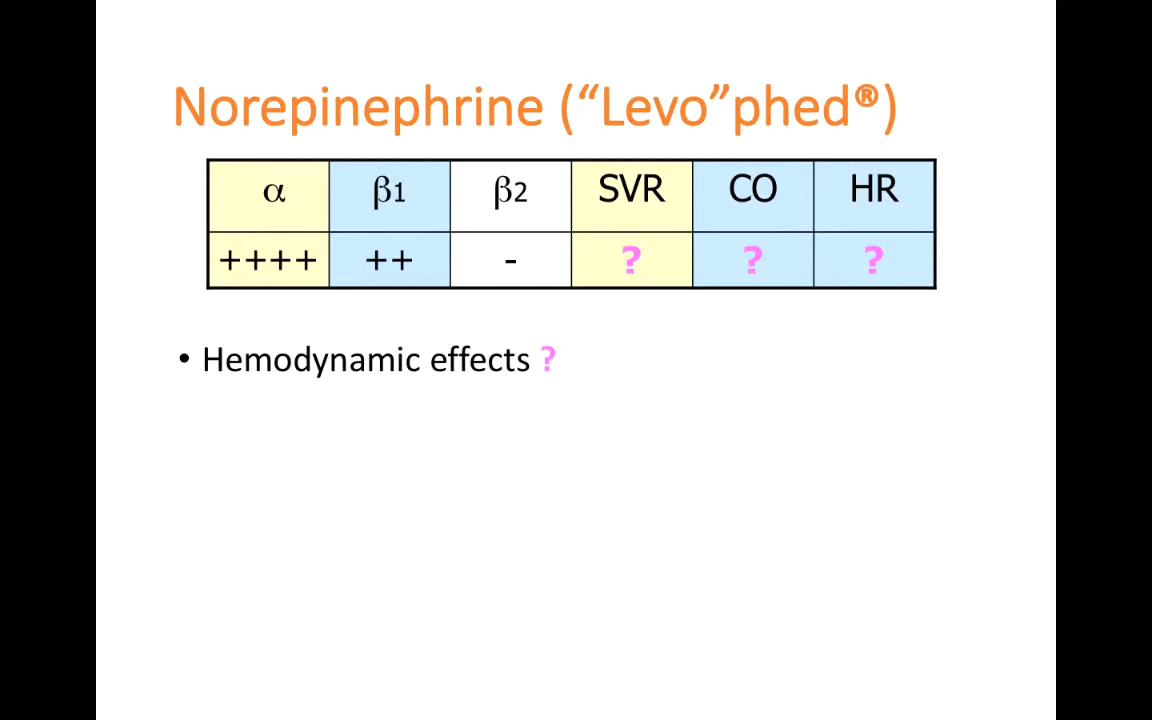 Norepinephrine (“Levo”phed®)
α β1 β2 SVR CO HR
++++ ++ - ? ? ?
• Hemodynamic effects ?